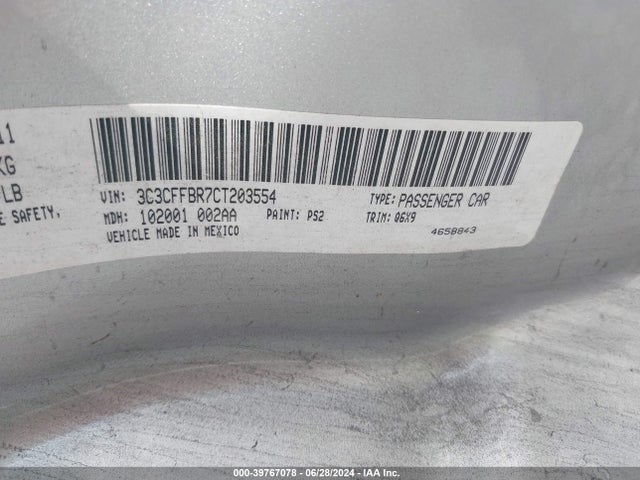 11
KG
LB
E SAFETY,
VIN: 3C3CFFBR7CT203554 TYPE: PASSENGER CAR
MDH: 102001 002AA PAINT: PS2 TRIM: Q6X9
VEHICLE MADE IN MEXICO 4658843
000-39767078 - 06/28/2024 - IAA Inc.